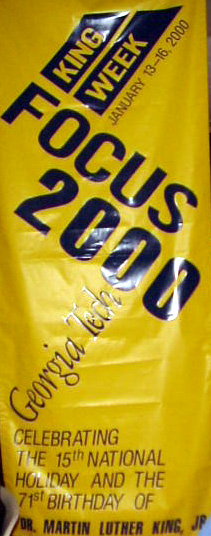 KING
WEEK
JANUARY 13-16, 2000
FOCUS
2000
Georgia Tech
CELEBRATING
THE 15th NATIONAL
HOLIDAY AND THE
71st BIRTHDAY OF
DR. MARTIN LUTHER KING, JR